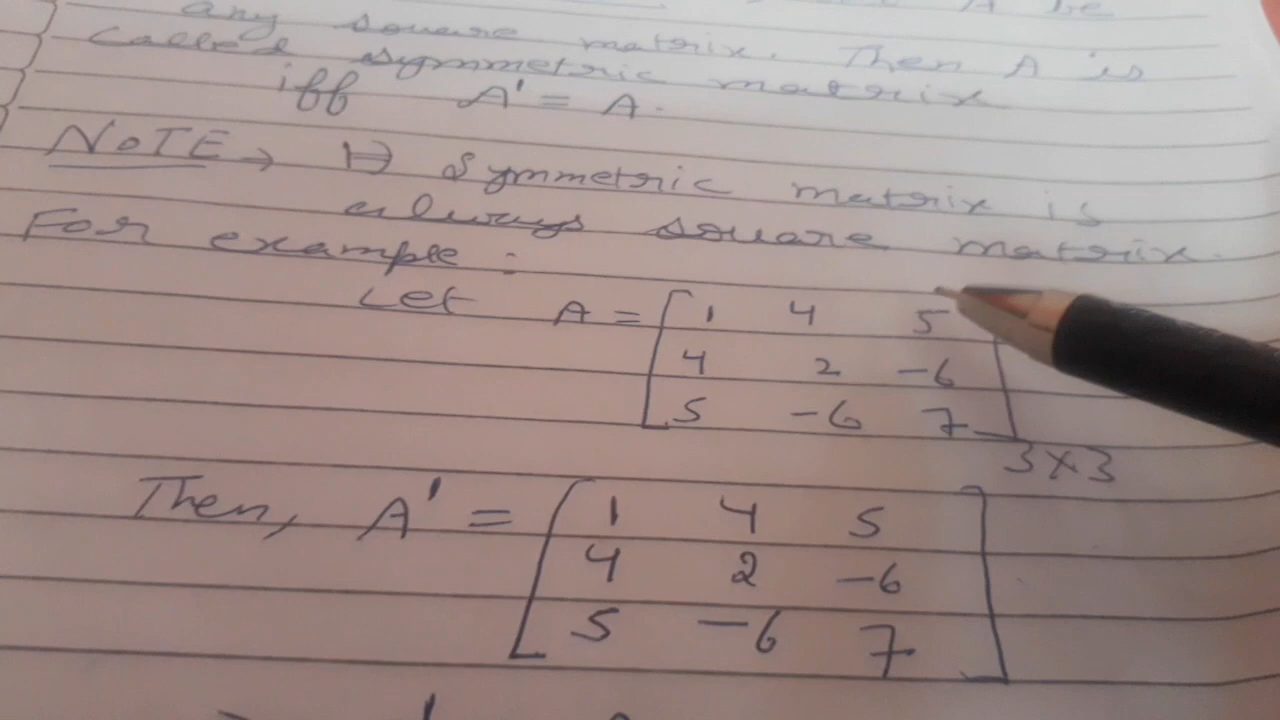 A be
any square matrix. Then A is
called symmetric matrix
iff A' = A.
NOTE → 1) Symmetric matrix is
always square matrix.
For example :
Let A = [ 1 4 5
4 2 -6
5 -6 7 ] 3×3
Then, A' = [ 1 4 5
4 2 -6
5 -6 7 ]